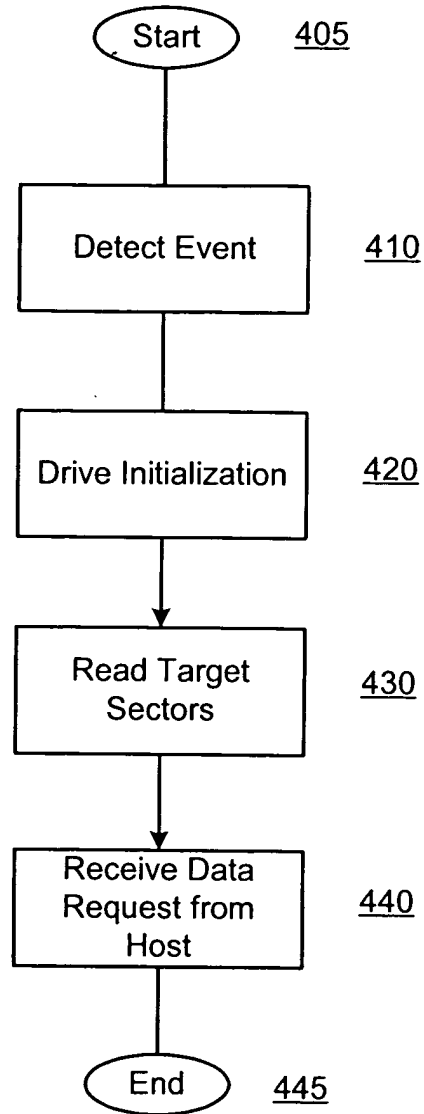 Start 405
Detect Event 410
Drive Initialization 420
Read Target
Sectors
430
Receive Data
Request from
Host
440
End 445